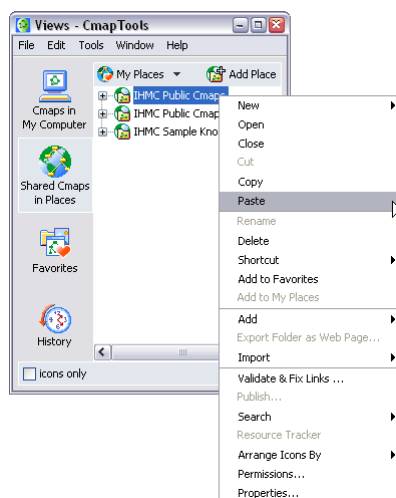 Views - CmapTools
File Edit Tools Window Help
My Places Add Place
Cmaps in
My Computer
Shared Cmaps
in Places
Favorites
History
icons only
IHMC Public Cmaps
IHMC Public Cmap
IHMC Sample Kno
New
Open
Close
Cut
Copy
Paste
Rename
Delete
Shortcut
Add to Favorites
Add to My Places
Add
Export Folder as Web Page...
Import
Validate & Fix Links ...
Publish...
Search
Resource Tracker
Arrange Icons By
Permissions...
Properties...